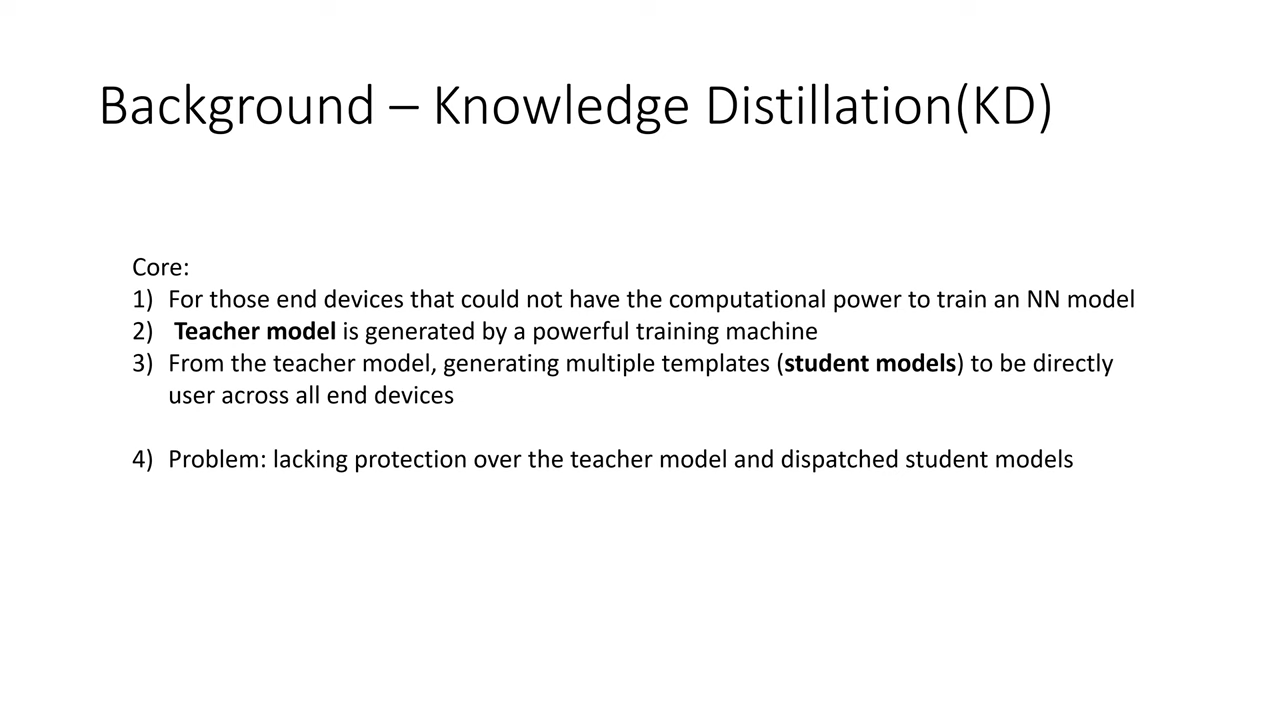 Background – Knowledge Distillation(KD)
Core:
1) For those end devices that could not have the computational power to train an NN model
2) Teacher model is generated by a powerful training machine
3) From the teacher model, generating multiple templates (student models) to be directly
user across all end devices
4) Problem: lacking protection over the teacher model and dispatched student models